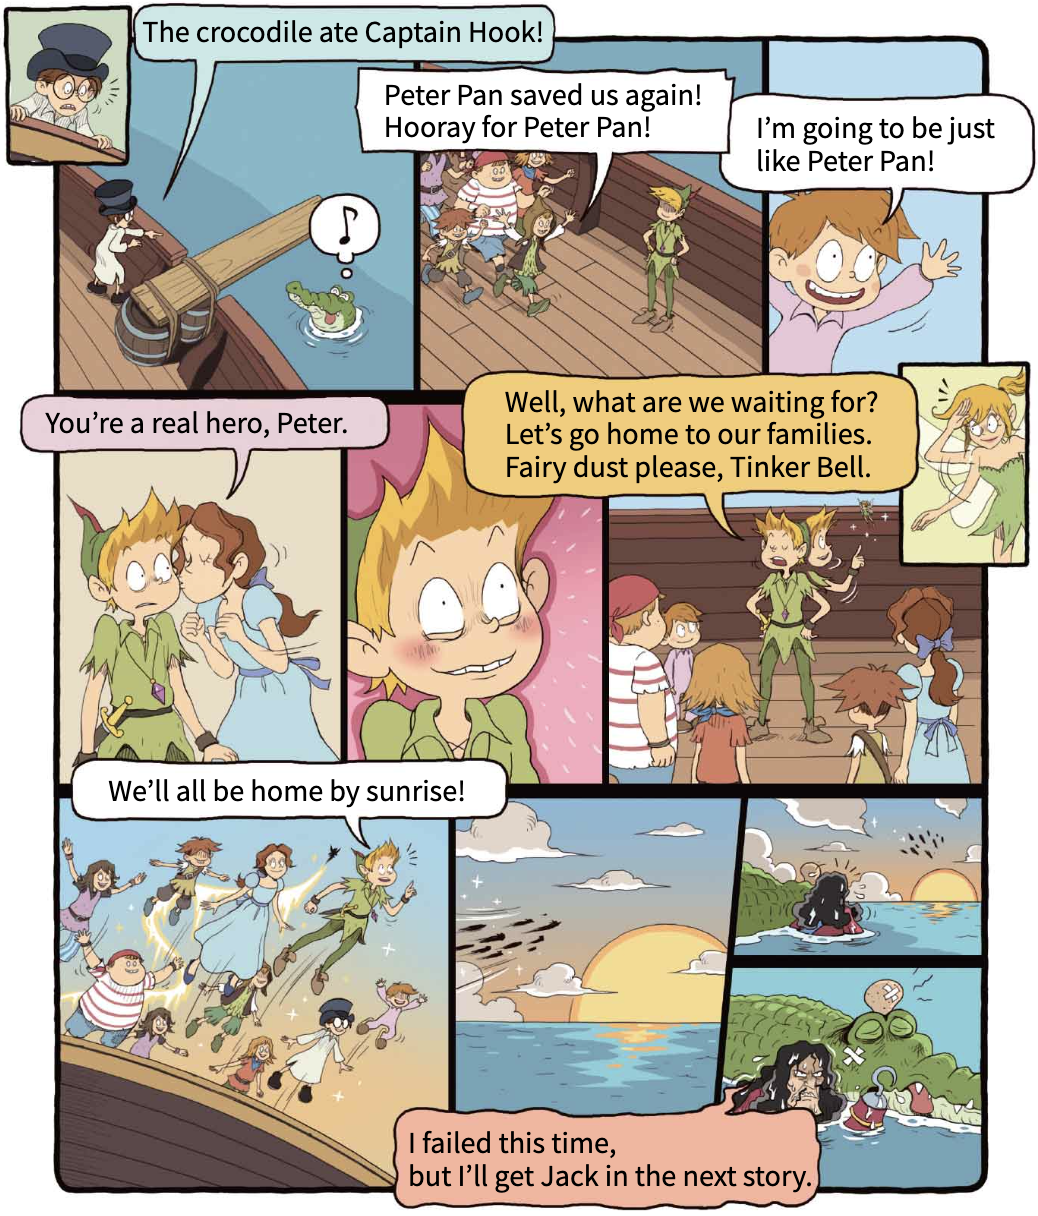 The crocodile ate Captain Hook!
Peter Pan saved us again!
Hooray for Peter Pan!
I'm going to be just
like Peter Pan!
You're a real hero, Peter.
Well, what are we waiting for?
Let's go home to our families.
Fairy dust please, Tinker Bell.
We'll all be home by sunrise!
I failed this time,
but I'll get Jack in the next story.